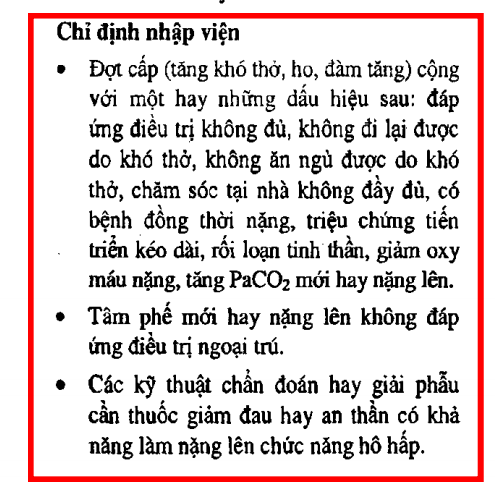 Chỉ định nhập viện
• Đợt cấp (tăng khó thở, ho, đàm tăng) cộng
với một hay những dấu hiệu sau: đáp
ứng điều trị không đủ, không đi lại được
do khó thở, không ăn ngủ được do khó
thở, chăm sóc tại nhà không đầy đủ, có
bệnh đồng thời nặng, triệu chứng tiến
triển kéo dài, rối loạn tinh thần, giảm oxy
máu nặng, tăng PaCO₂ mới hay nặng lên.
• Tâm phế mới hay nặng lên không đáp
ứng điều trị ngoại trú.
• Các kỹ thuật chẩn đoán hay giải phẫu
cần thuốc giảm đau hay an thần có khả
năng làm nặng lên chức năng hô hấp.